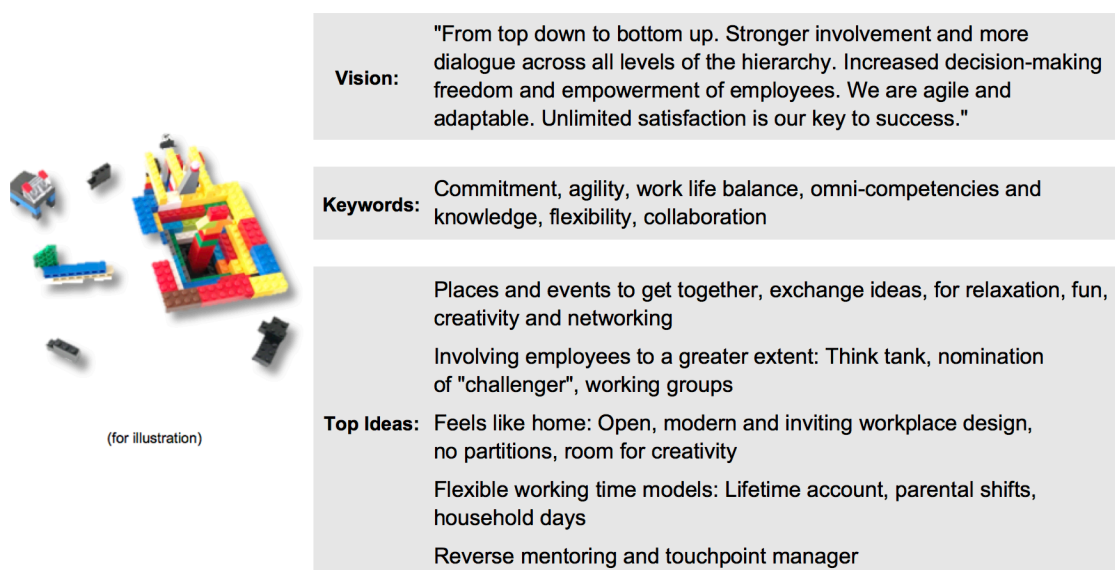 Vision:
"From top down to bottom up. Stronger involvement and more
dialogue across all levels of the hierarchy. Increased decision-making
freedom and empowerment of employees. We are agile and
adaptable. Unlimited satisfaction is our key to success."
Keywords:
Commitment, agility, work life balance, omni-competencies and
knowledge, flexibility, collaboration
Top Ideas:
Places and events to get together, exchange ideas, for relaxation, fun,
creativity and networking
Involving employees to a greater extent: Think tank, nomination
of "challenger", working groups
Feels like home: Open, modern and inviting workplace design,
no partitions, room for creativity
Flexible working time models: Lifetime account, parental shifts,
household days
Reverse mentoring and touchpoint manager
(for illustration)